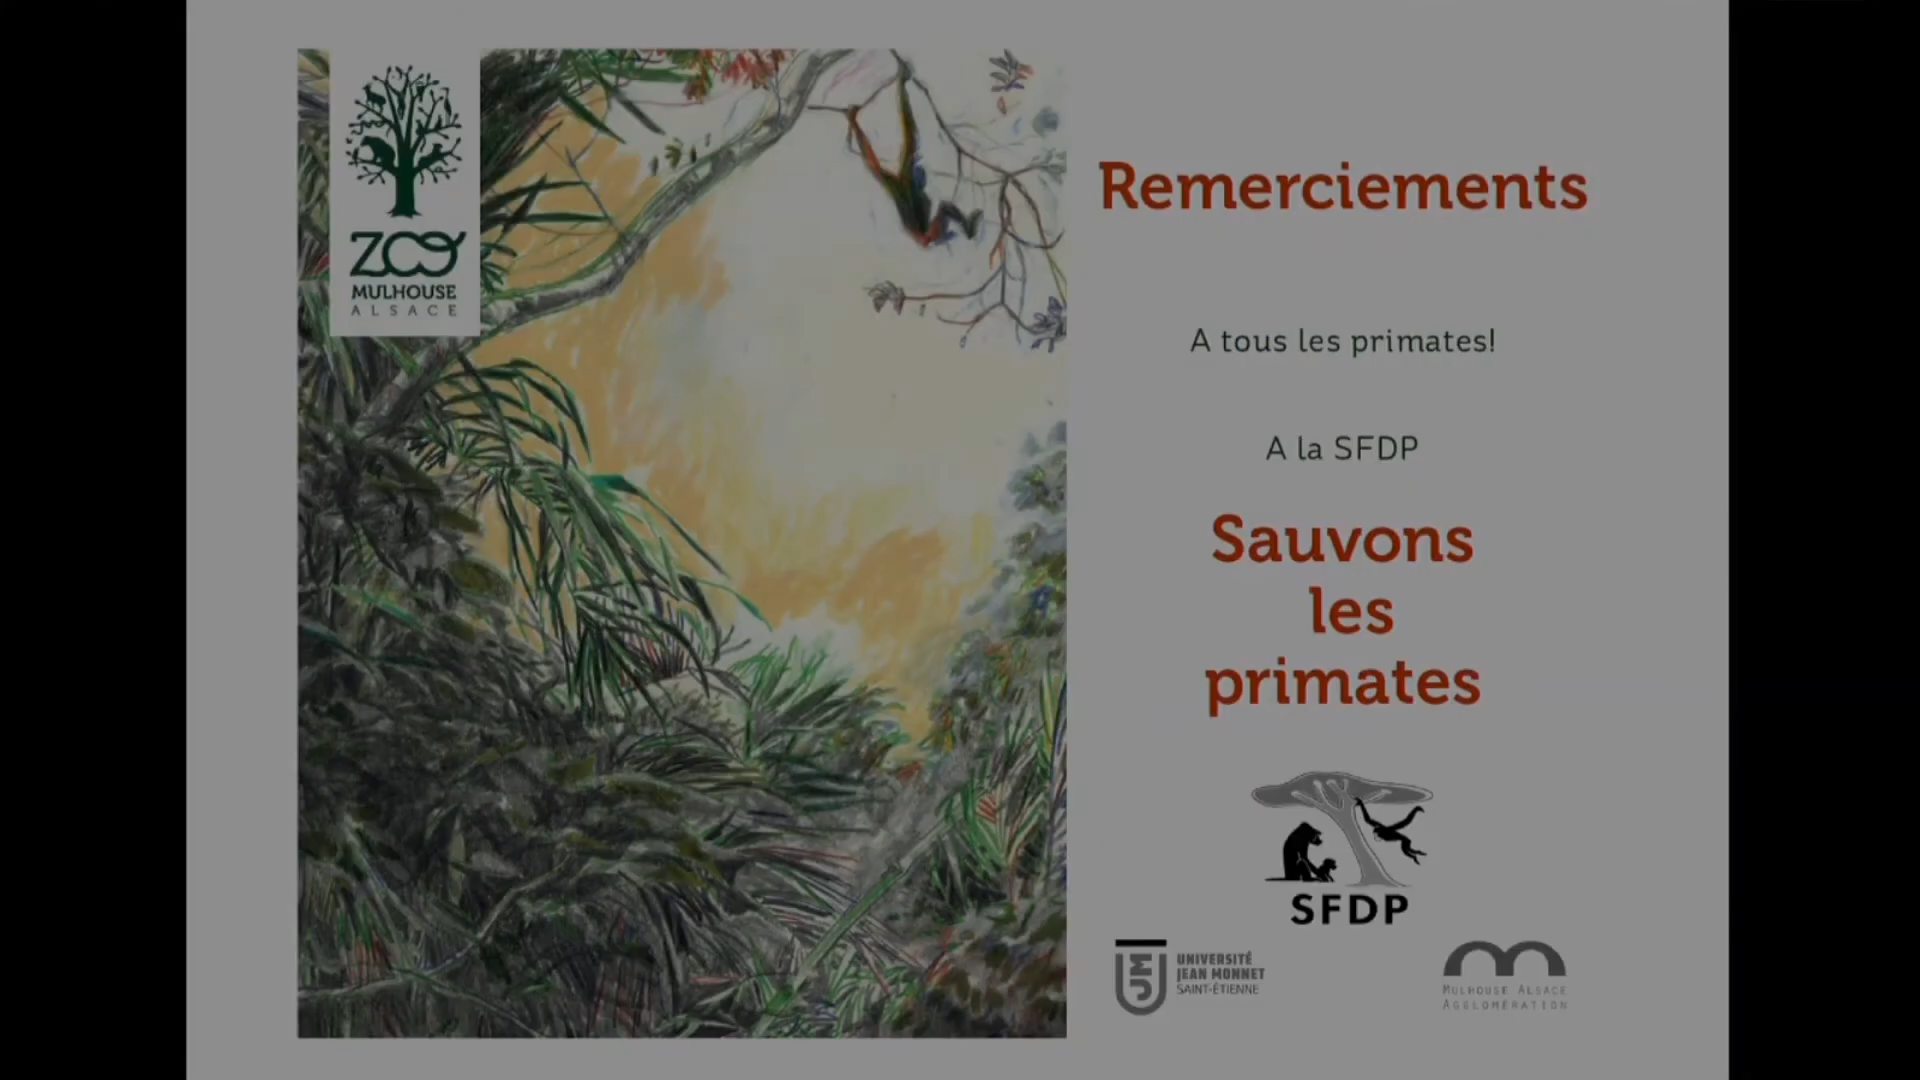 ZOO
MULHOUSE
ALSACE
Remerciements
A tous les primates!
A la SFDP
Sauvons
les
primates
SFDP
UNIVERSITÉ
JEAN MONNET
SAINT-ÉTIENNE
MULHOUSE ALSACE
AGGLOMÉRATION